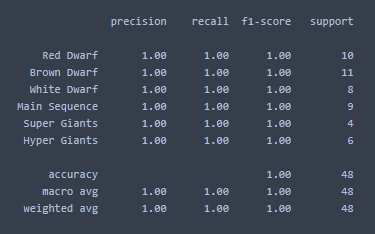 precision recall f1-score support
Red Dwarf 1.00 1.00 1.00 10
Brown Dwarf 1.00 1.00 1.00 11
White Dwarf 1.00 1.00 1.00 8
Main Sequence 1.00 1.00 1.00 9
Super Giants 1.00 1.00 1.00 4
Hyper Giants 1.00 1.00 1.00 6
accuracy 1.00 48
macro avg 1.00 1.00 1.00 48
weighted avg 1.00 1.00 1.00 48